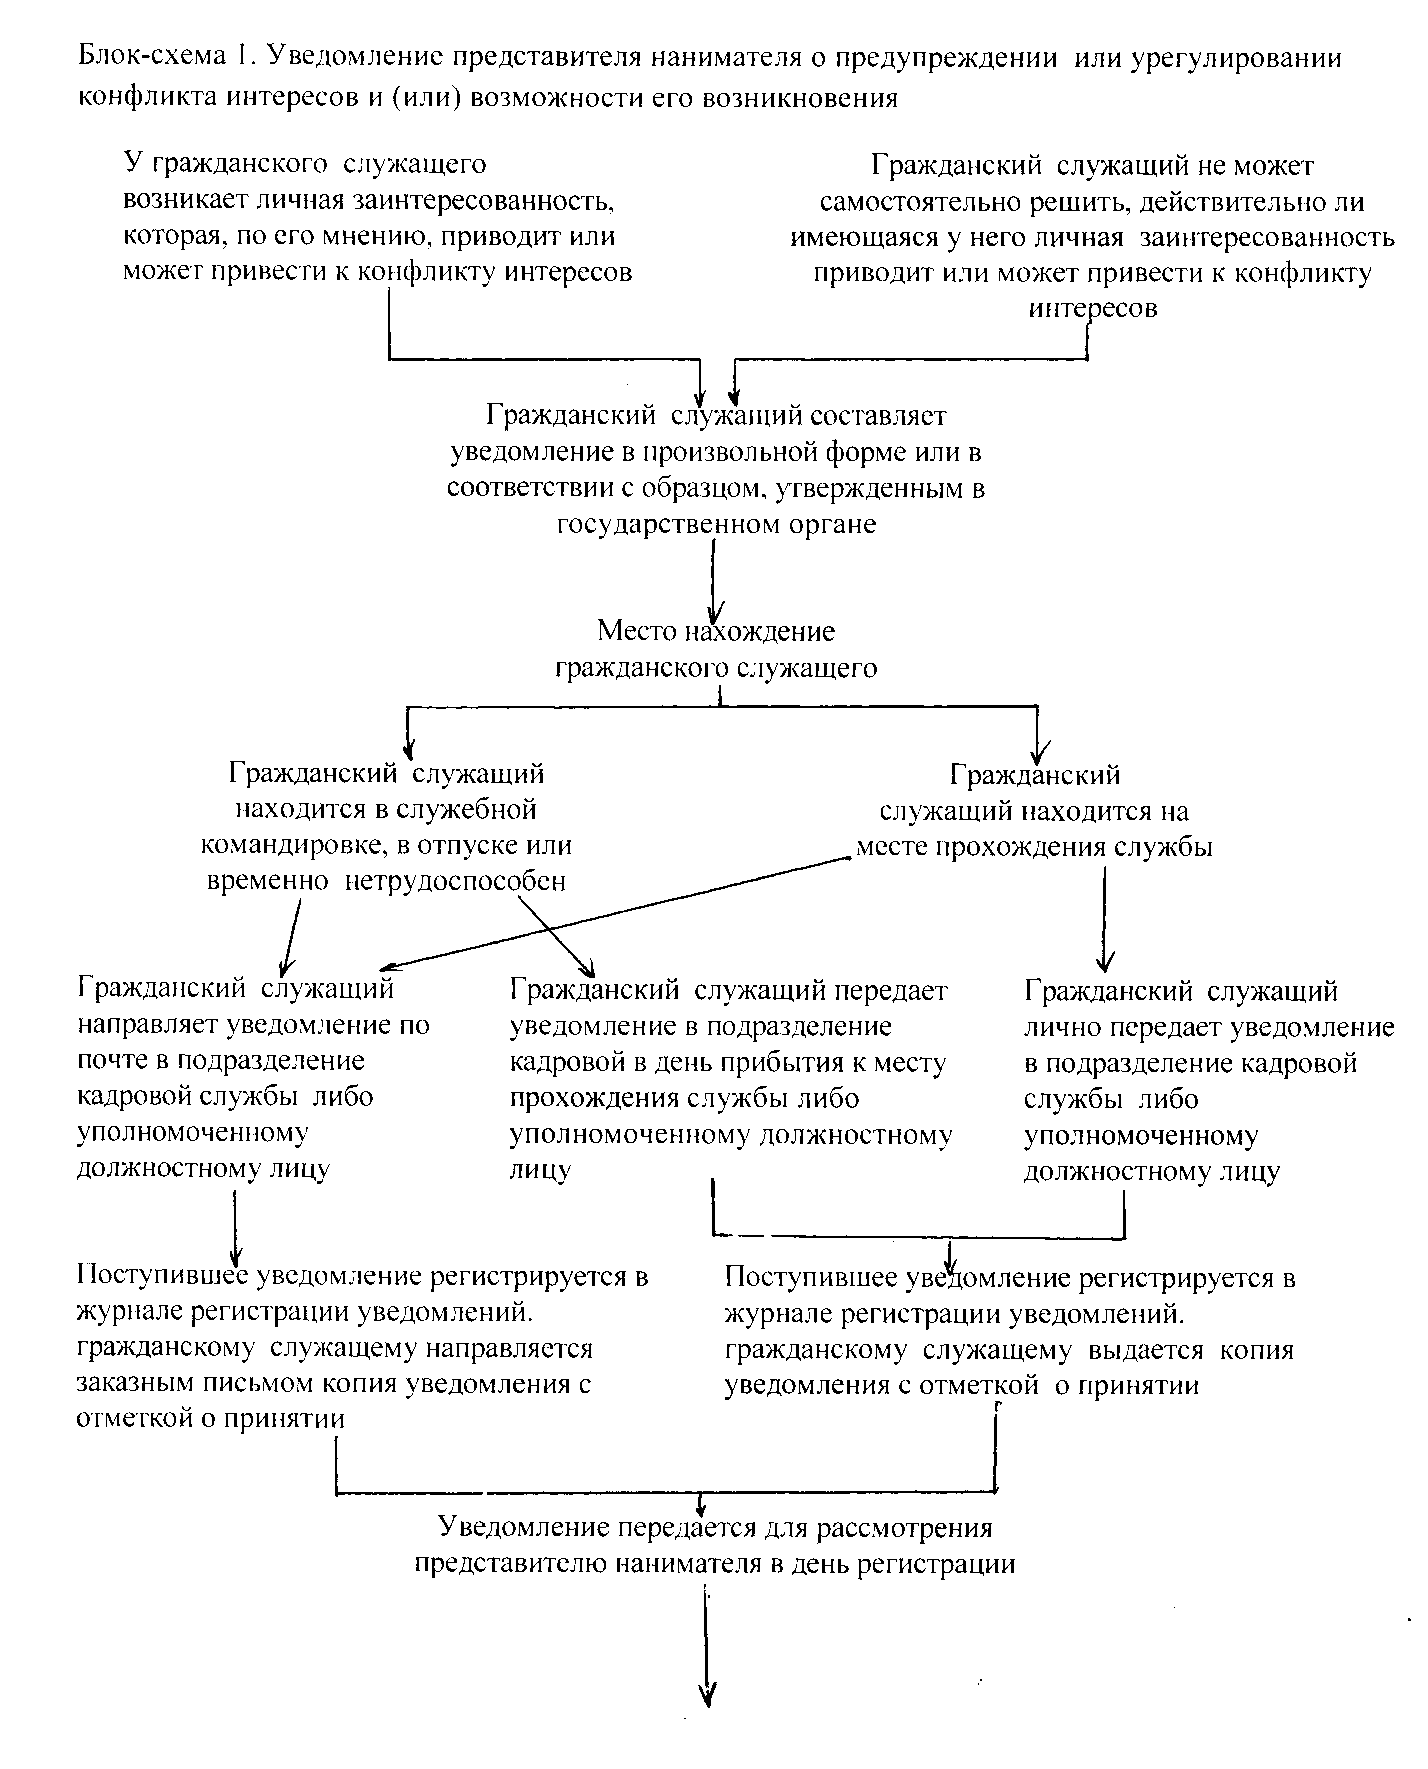 Блок-схема 1. Уведомление представителя нанимателя о предупреждении или урегулировании
конфликта интересов и (или) возможности его возникновения
У гражданского служащего
возникает личная заинтересованность,
которая, по его мнению, приводит или
может привести к конфликту интересов
Гражданский служащий не может
самостоятельно решить, действительно ли
имеющаяся у него личная заинтересованность
приводит или может привести к конфликту
интересов
Гражданский служащий составляет
уведомление в произвольной форме или в
соответствии с образцом, утвержденным в
государственном органе
Место нахождение
гражданского служащего
Гражданский служащий
находится в служебной
командировке, в отпуске или
временно нетрудоспособен
Гражданский
служащий находится на
месте прохождения службы
Гражданский служащий
направляет уведомление по
почте в подразделение
кадровой службы либо
уполномоченному
должностному лицу
Гражданский служащий передает
уведомление в подразделение
кадровой в день прибытия к месту
прохождения службы либо
уполномоченному должностному
лицу
Гражданский служащий
лично передает уведомление
в подразделение кадровой
службы либо
уполномоченному
должностному лицу
Поступившее уведомление регистрируется в
журнале регистрации уведомлений.
гражданскому служащему направляется
заказным письмом копия уведомления с
отметкой о принятии
Поступившее уведомление регистрируется в
журнале регистрации уведомлений.
гражданскому служащему выдается копия
уведомления с отметкой о принятии
Уведомление передается для рассмотрения
представителю нанимателя в день регистрации